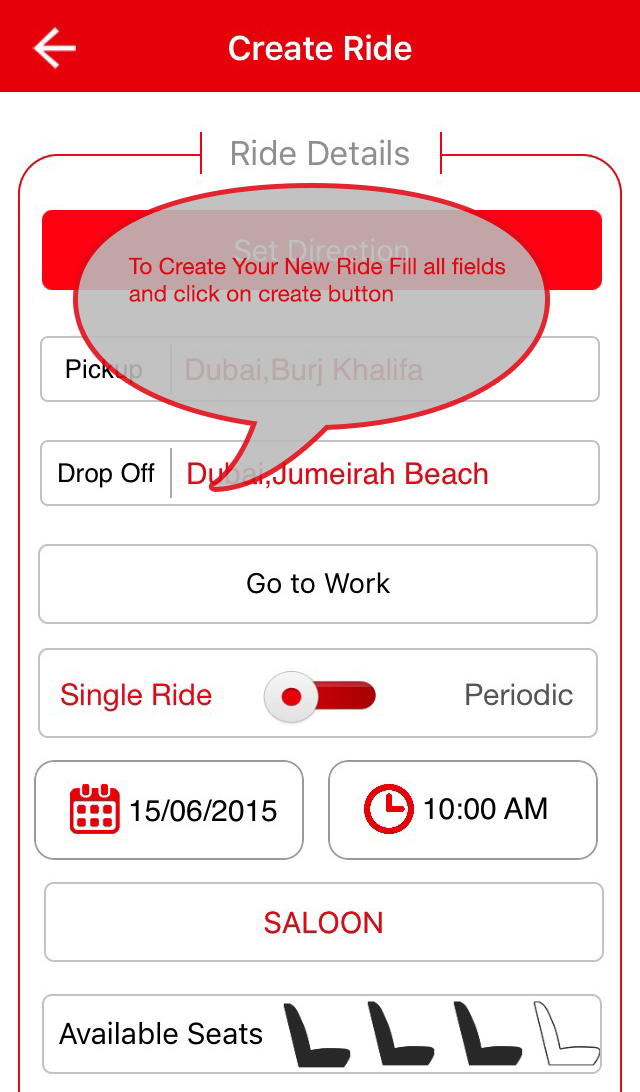 Create Ride
Ride Details
Set Direction
To Create Your New Ride Fill all fields
and click on create button
Pickup Dubai,Burj Khalifa
Drop Off Dubai,Jumeirah Beach
Go to Work
Single Ride Periodic
15/06/2015 10:00 AM
SALOON
Available Seats